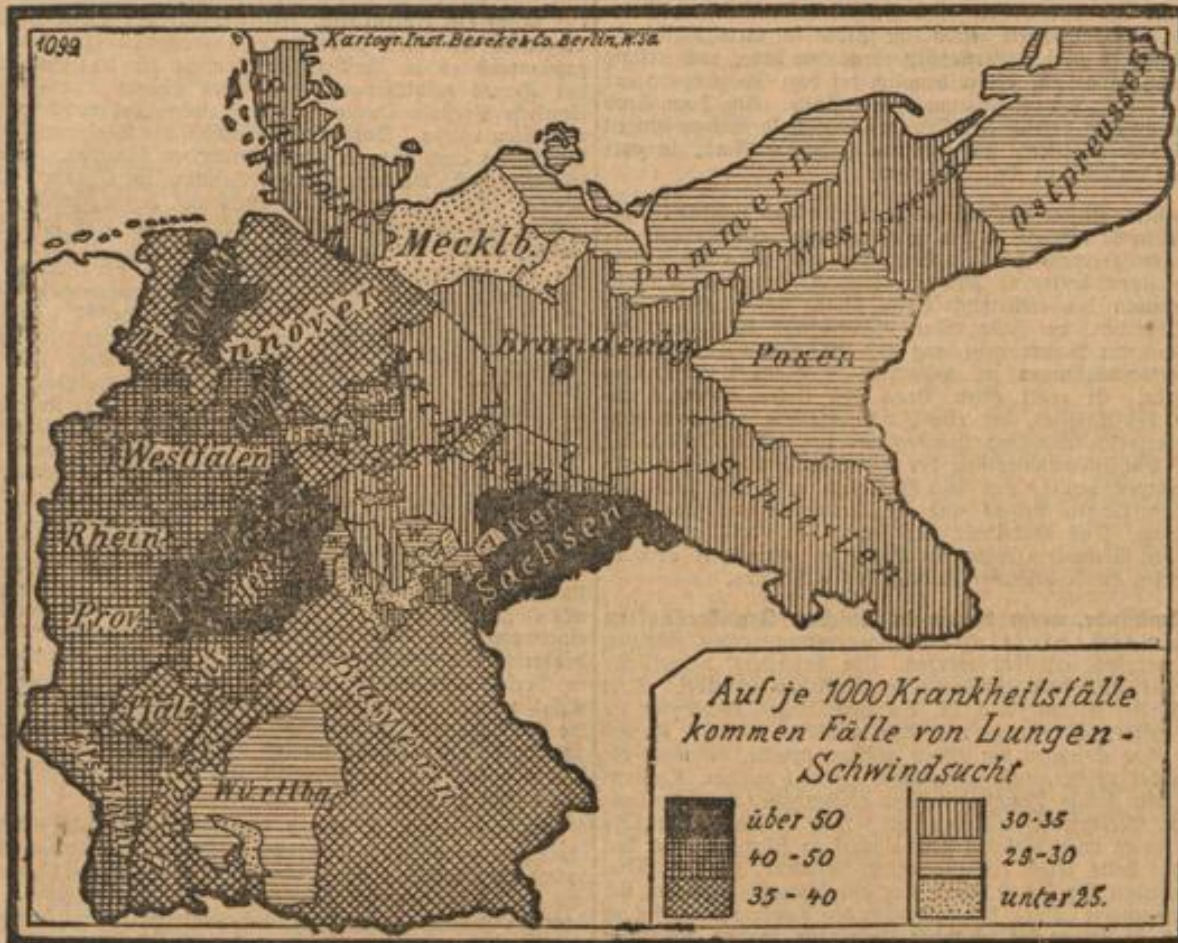 1099
Kartogr. Inst. Beseke & Co. Berlin, W. 30.
Mecklb.
Pommern
Westpreuss.
Ostpreussen
Hannover
Brandenbg.
Posen
Westfalen
Sachsen
Schlesien
Rhein
Prov.
Kgr.
Sachsen
W.
W.
Pfalz
Bayern
Württbg.
Auf je 1000 Krankheitsfälle
kommen Fälle von Lungen-
Schwindsucht
über 50
40 - 50
35 - 40
30-35
25-30
unter 25.